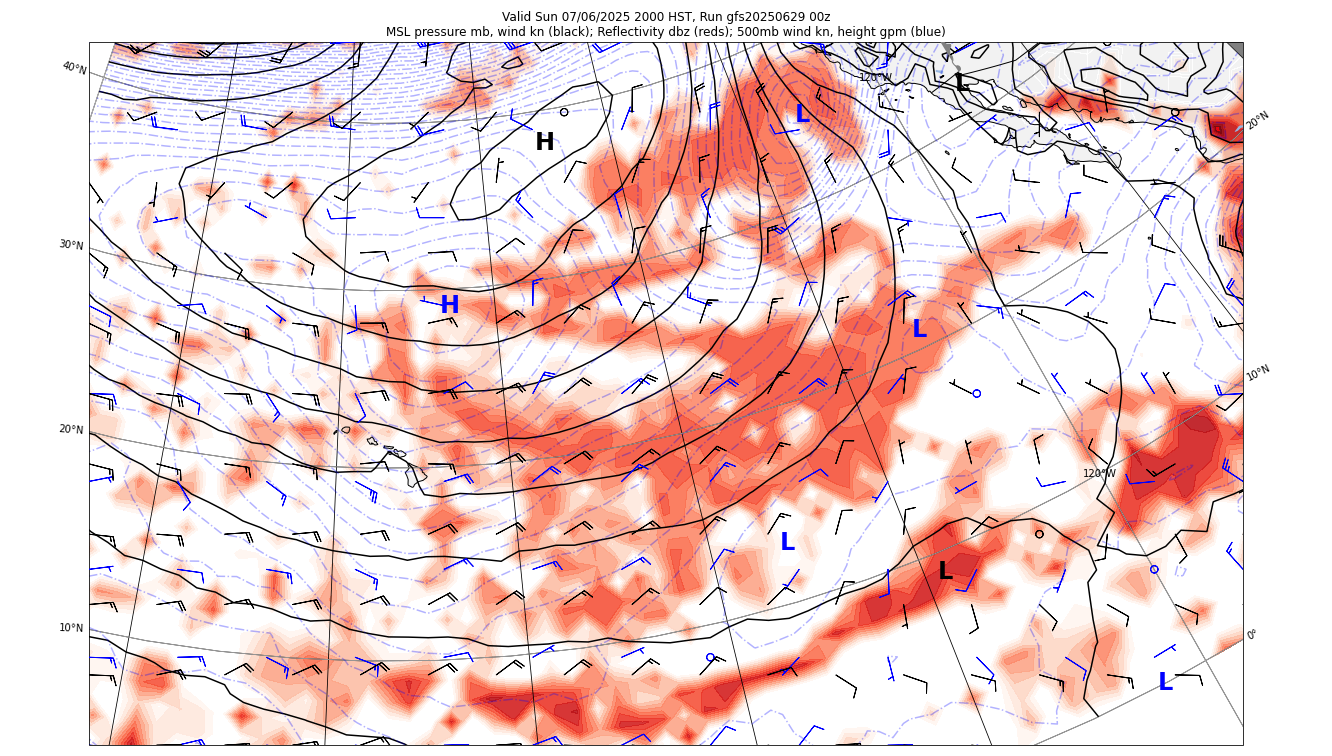 Valid Sun 07/06/2025 2000 HST, Run gfs20250629 00z
MSL pressure mb, wind kn (black); Reflectivity dbz (reds); 500mb wind kn, height gpm (blue)
40°N
120°W
L
L
20°N
H
30°N
H
L
10°N
20°N
120°W
L
L
10°N
0°
L